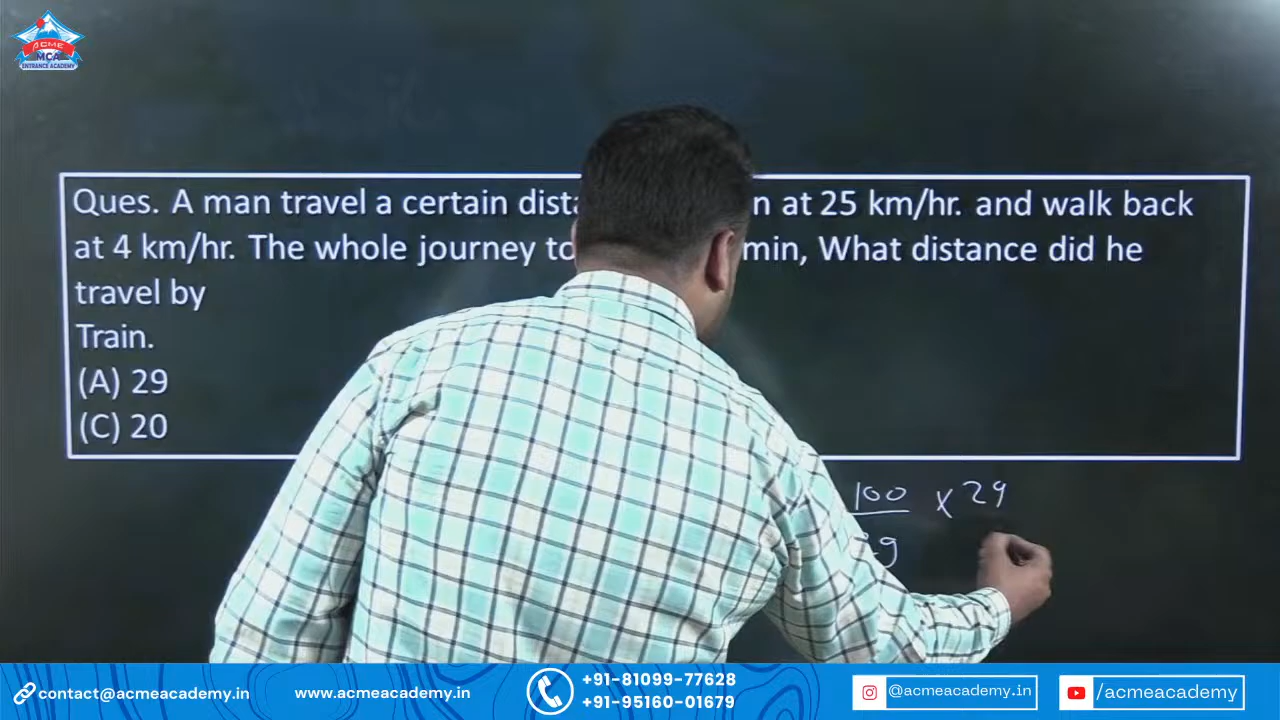 ACME
MCA
ENTRANCE ACADEMY
Ques. A man travel a certain at 25 km/hr. and walk back
at 4 km/hr. The whole journey min, What distance did he
travel by
Train.
(A) 29
(C) 20
100 x 29
contact@acmeacademy.in
www.acmeacademy.in
+91-81099-77628
+91-95160-01679
@acmeacademy.in
/acmeacademy